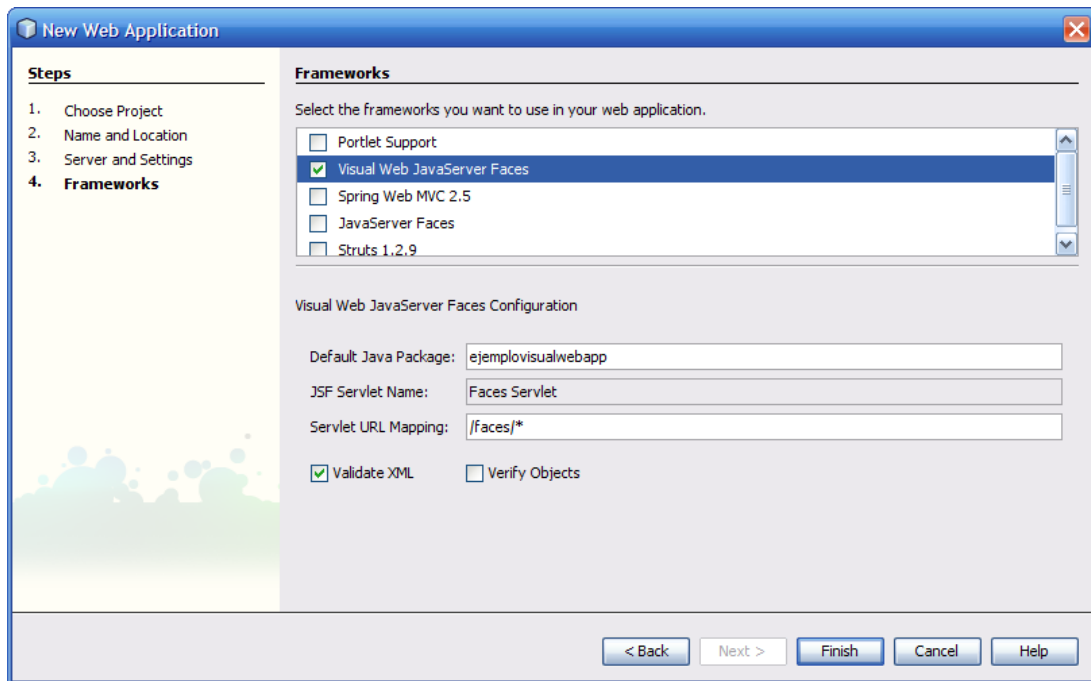 New Web Application
Steps
1. Choose Project
2. Name and Location
3. Server and Settings
4. Frameworks
Frameworks
Select the frameworks you want to use in your web application.
Portlet Support
Visual Web JavaServer Faces
Spring Web MVC 2.5
JavaServer Faces
Struts 1.2.9
Visual Web JavaServer Faces Configuration
Default Java Package: ejemplovisualwebapp
JSF Servlet Name: Faces Servlet
Servlet URL Mapping: /faces/*
Validate XML Verify Objects
< Back Next > Finish Cancel Help